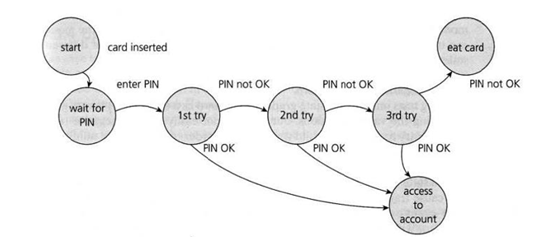 start
card inserted
eat card
enter PIN
PIN not OK
PIN not OK
PIN not OK
wait for
PIN
1st try
2nd try
3rd try
PIN OK
PIN OK
PIN OK
access
to
account